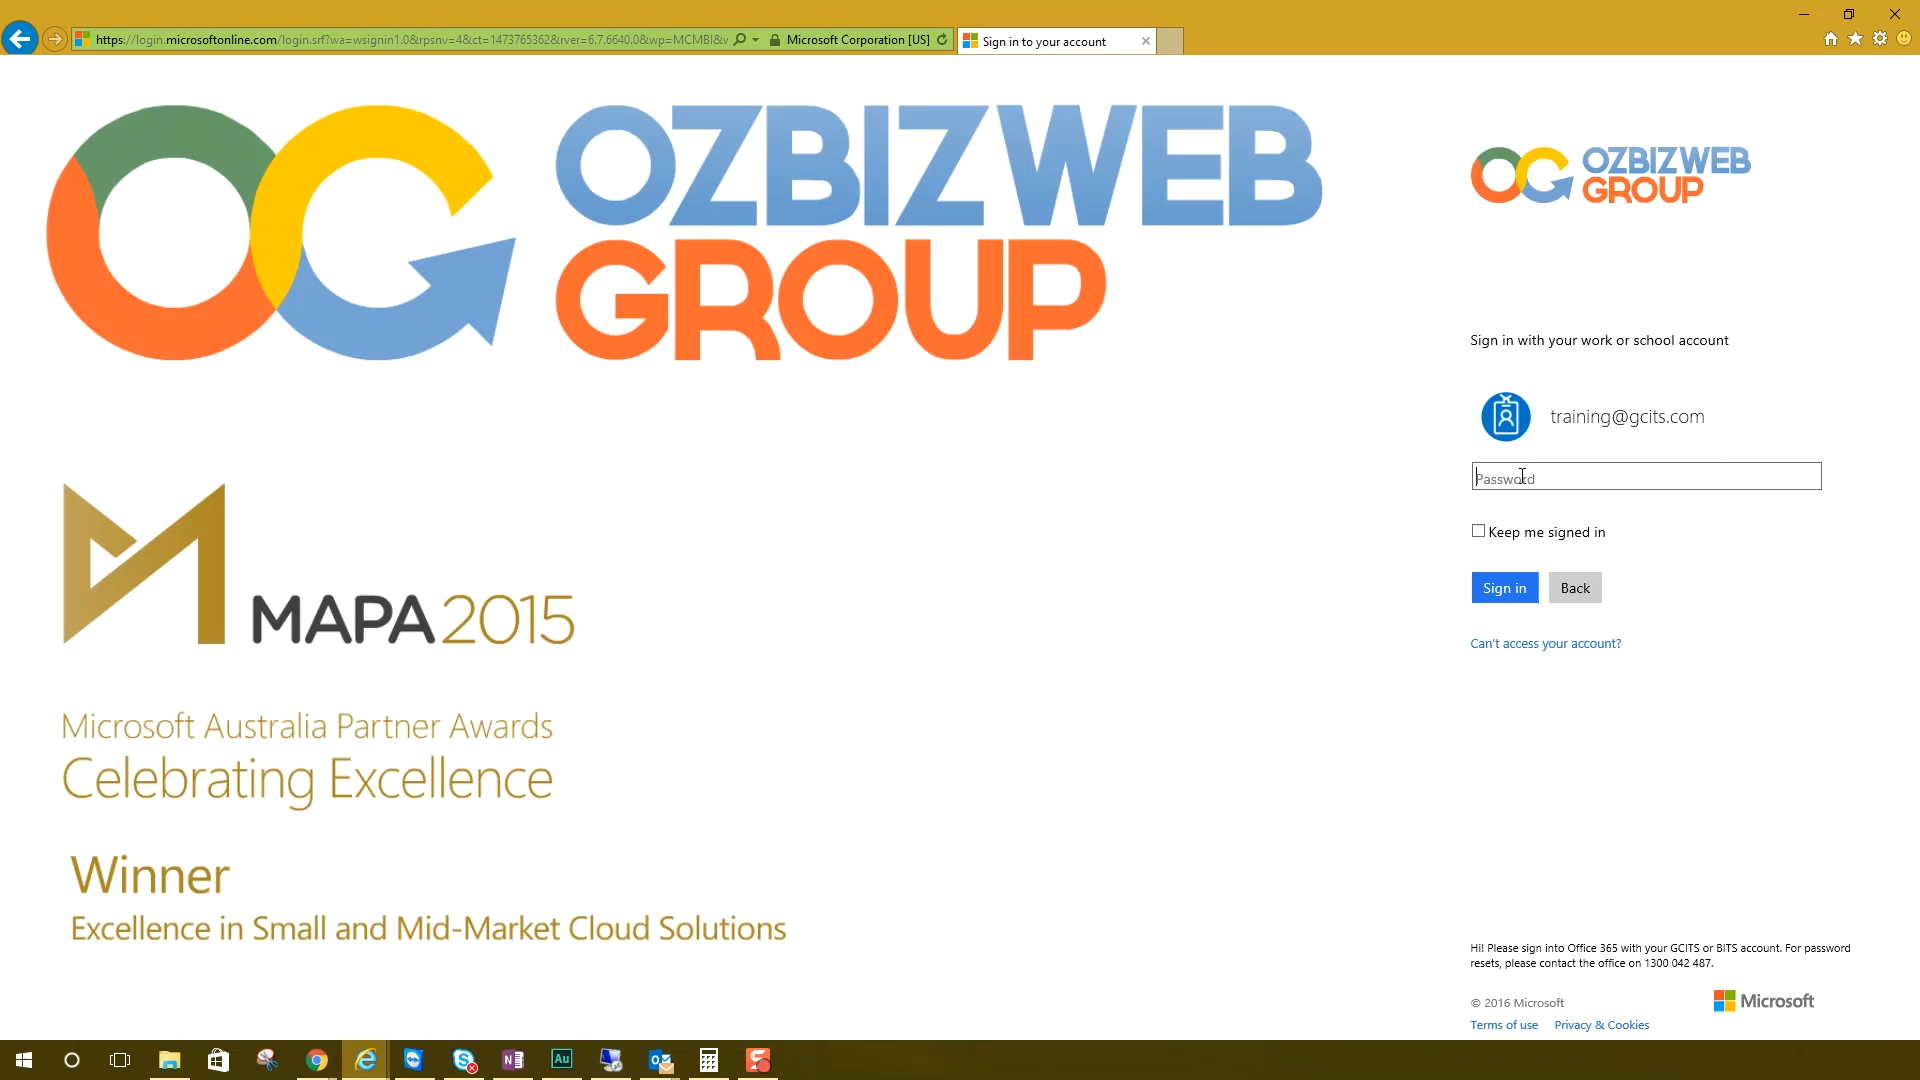 https://login.microsoftonline.com/login.srf?wa=wsignin1.0&rpsnv=4&ct=1473765362&rver=6.7.6640.0&wp=MCMBI&v
Microsoft Corporation [US]
Sign in to your account
OZBIZWEB
GROUP
OZBIZWEB
GROUP
Sign in with your work or school account
training@gcits.com
Password
Keep me signed in
Sign in
Back
Can't access your account?
MAPA 2015
Microsoft Australia Partner Awards
Celebrating Excellence
Winner
Excellence in Small and Mid-Market Cloud Solutions
Hi! Please sign into Office 365 with your GCITS or BITS account. For password
resets, please contact the office on 1300 042 487.
© 2016 Microsoft
Microsoft
Terms of use
Privacy & Cookies
N
Au